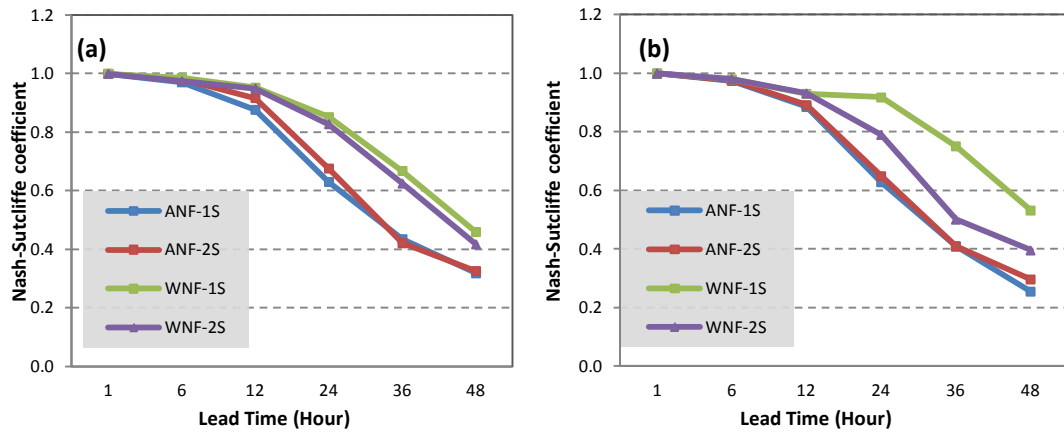 (a)
Nash-Sutcliffe coefficient
1.2
1.0
0.8
0.6
0.4
0.2
0.0
ANF-1S
ANF-2S
WNF-1S
WNF-2S
1 6 12 24 36 48
Lead Time (Hour)
(b)
Nash-Sutcliffe coefficient
1.2
1.0
0.8
0.6
0.4
0.2
0.0
ANF-1S
ANF-2S
WNF-1S
WNF-2S
1 6 12 24 36 48
Lead Time (Hour)